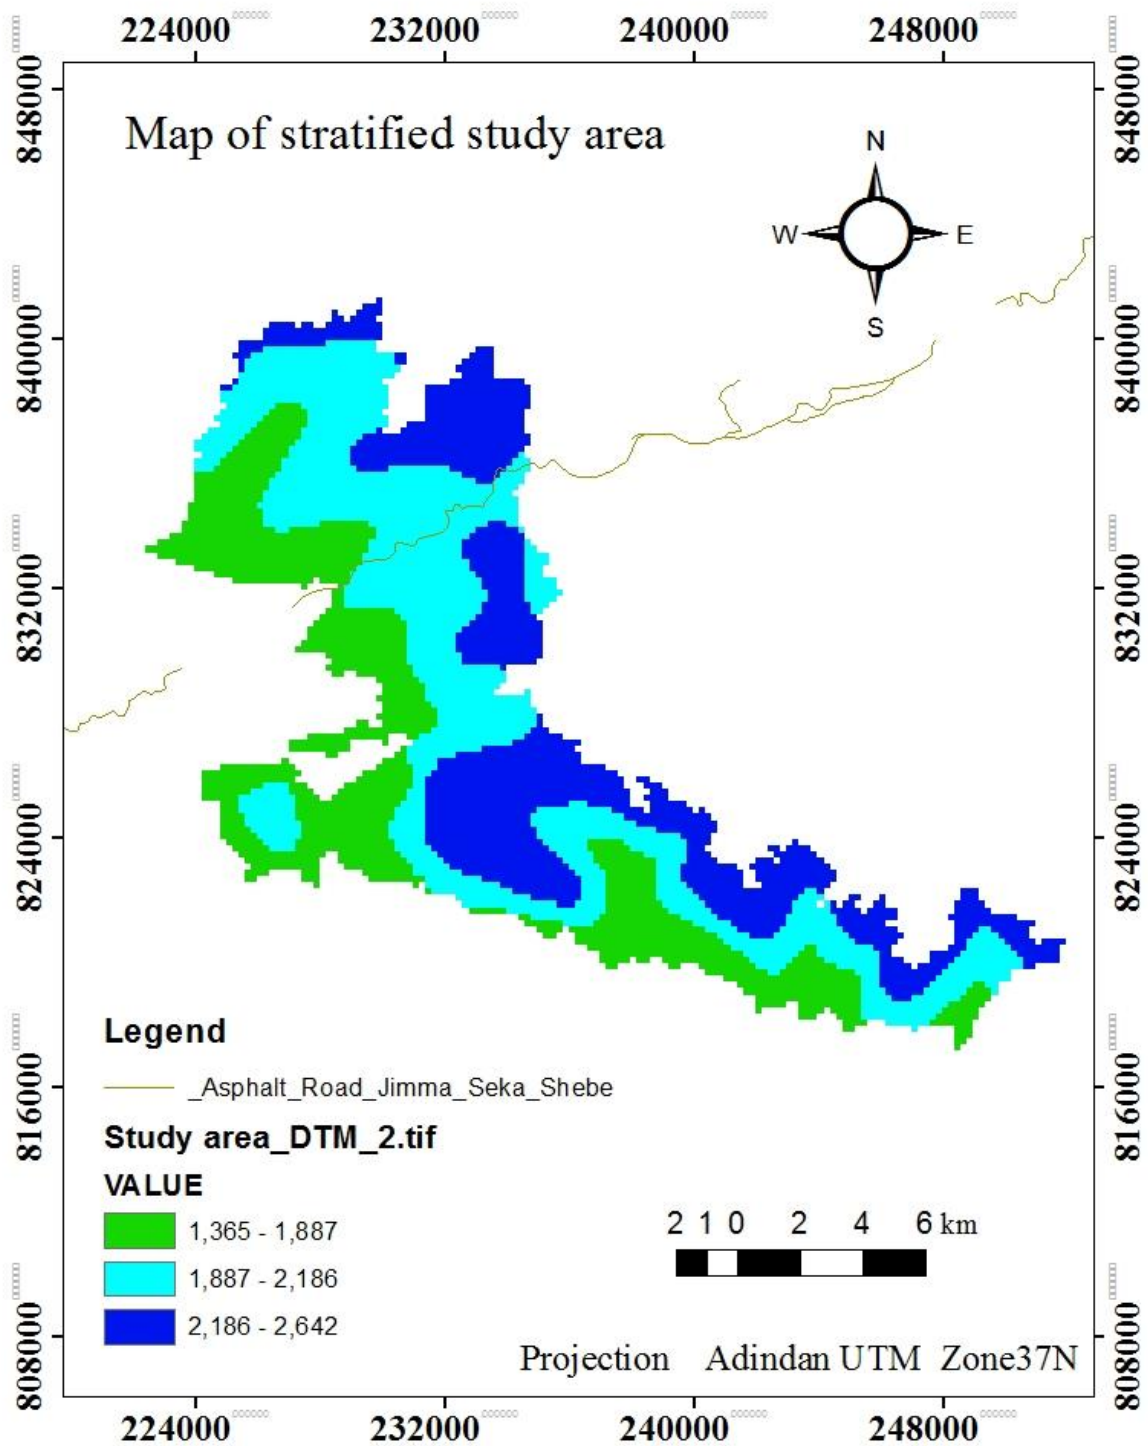 224000 232000 240000 248000
848000 848000
Map of stratified study area
N
W E
S
840000 840000
832000 832000
824000 824000
Legend
_Asphalt_Road_Jimma_Seka_Shebe
816000 816000
Study area_DTM_2.tif
VALUE
1,365 - 1,887
1,887 - 2,186
2,186 - 2,642
2 1 0 2 4 6 km
808000 808000
Projection Adindan UTM Zone37N
224000 232000 240000 248000